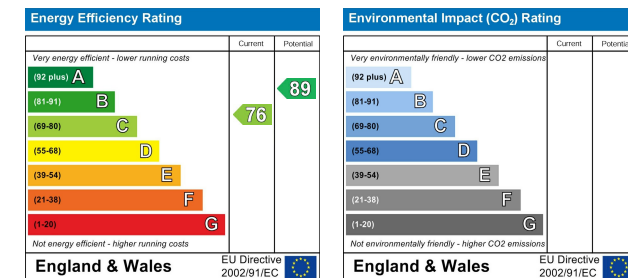 Energy Efficiency Rating
Current Potential
Very energy efficient - lower running costs
(92 plus) A
(81-91) B
(69-80) C
(55-68) D
(39-54) E
(21-38) F
(1-20) G
76
89
Not energy efficient - higher running costs
England & Wales
EU Directive
2002/91/EC
Environmental Impact (CO2) Rating
Current Potentia
Very environmentally friendly - lower CO2 emissions
(92 plus) A
(81-91) B
(69-80) C
(55-68) D
(39-54) E
(21-38) F
(1-20) G
Not environmentally friendly - higher CO2 emissions
England & Wales
EU Directive
2002/91/EC